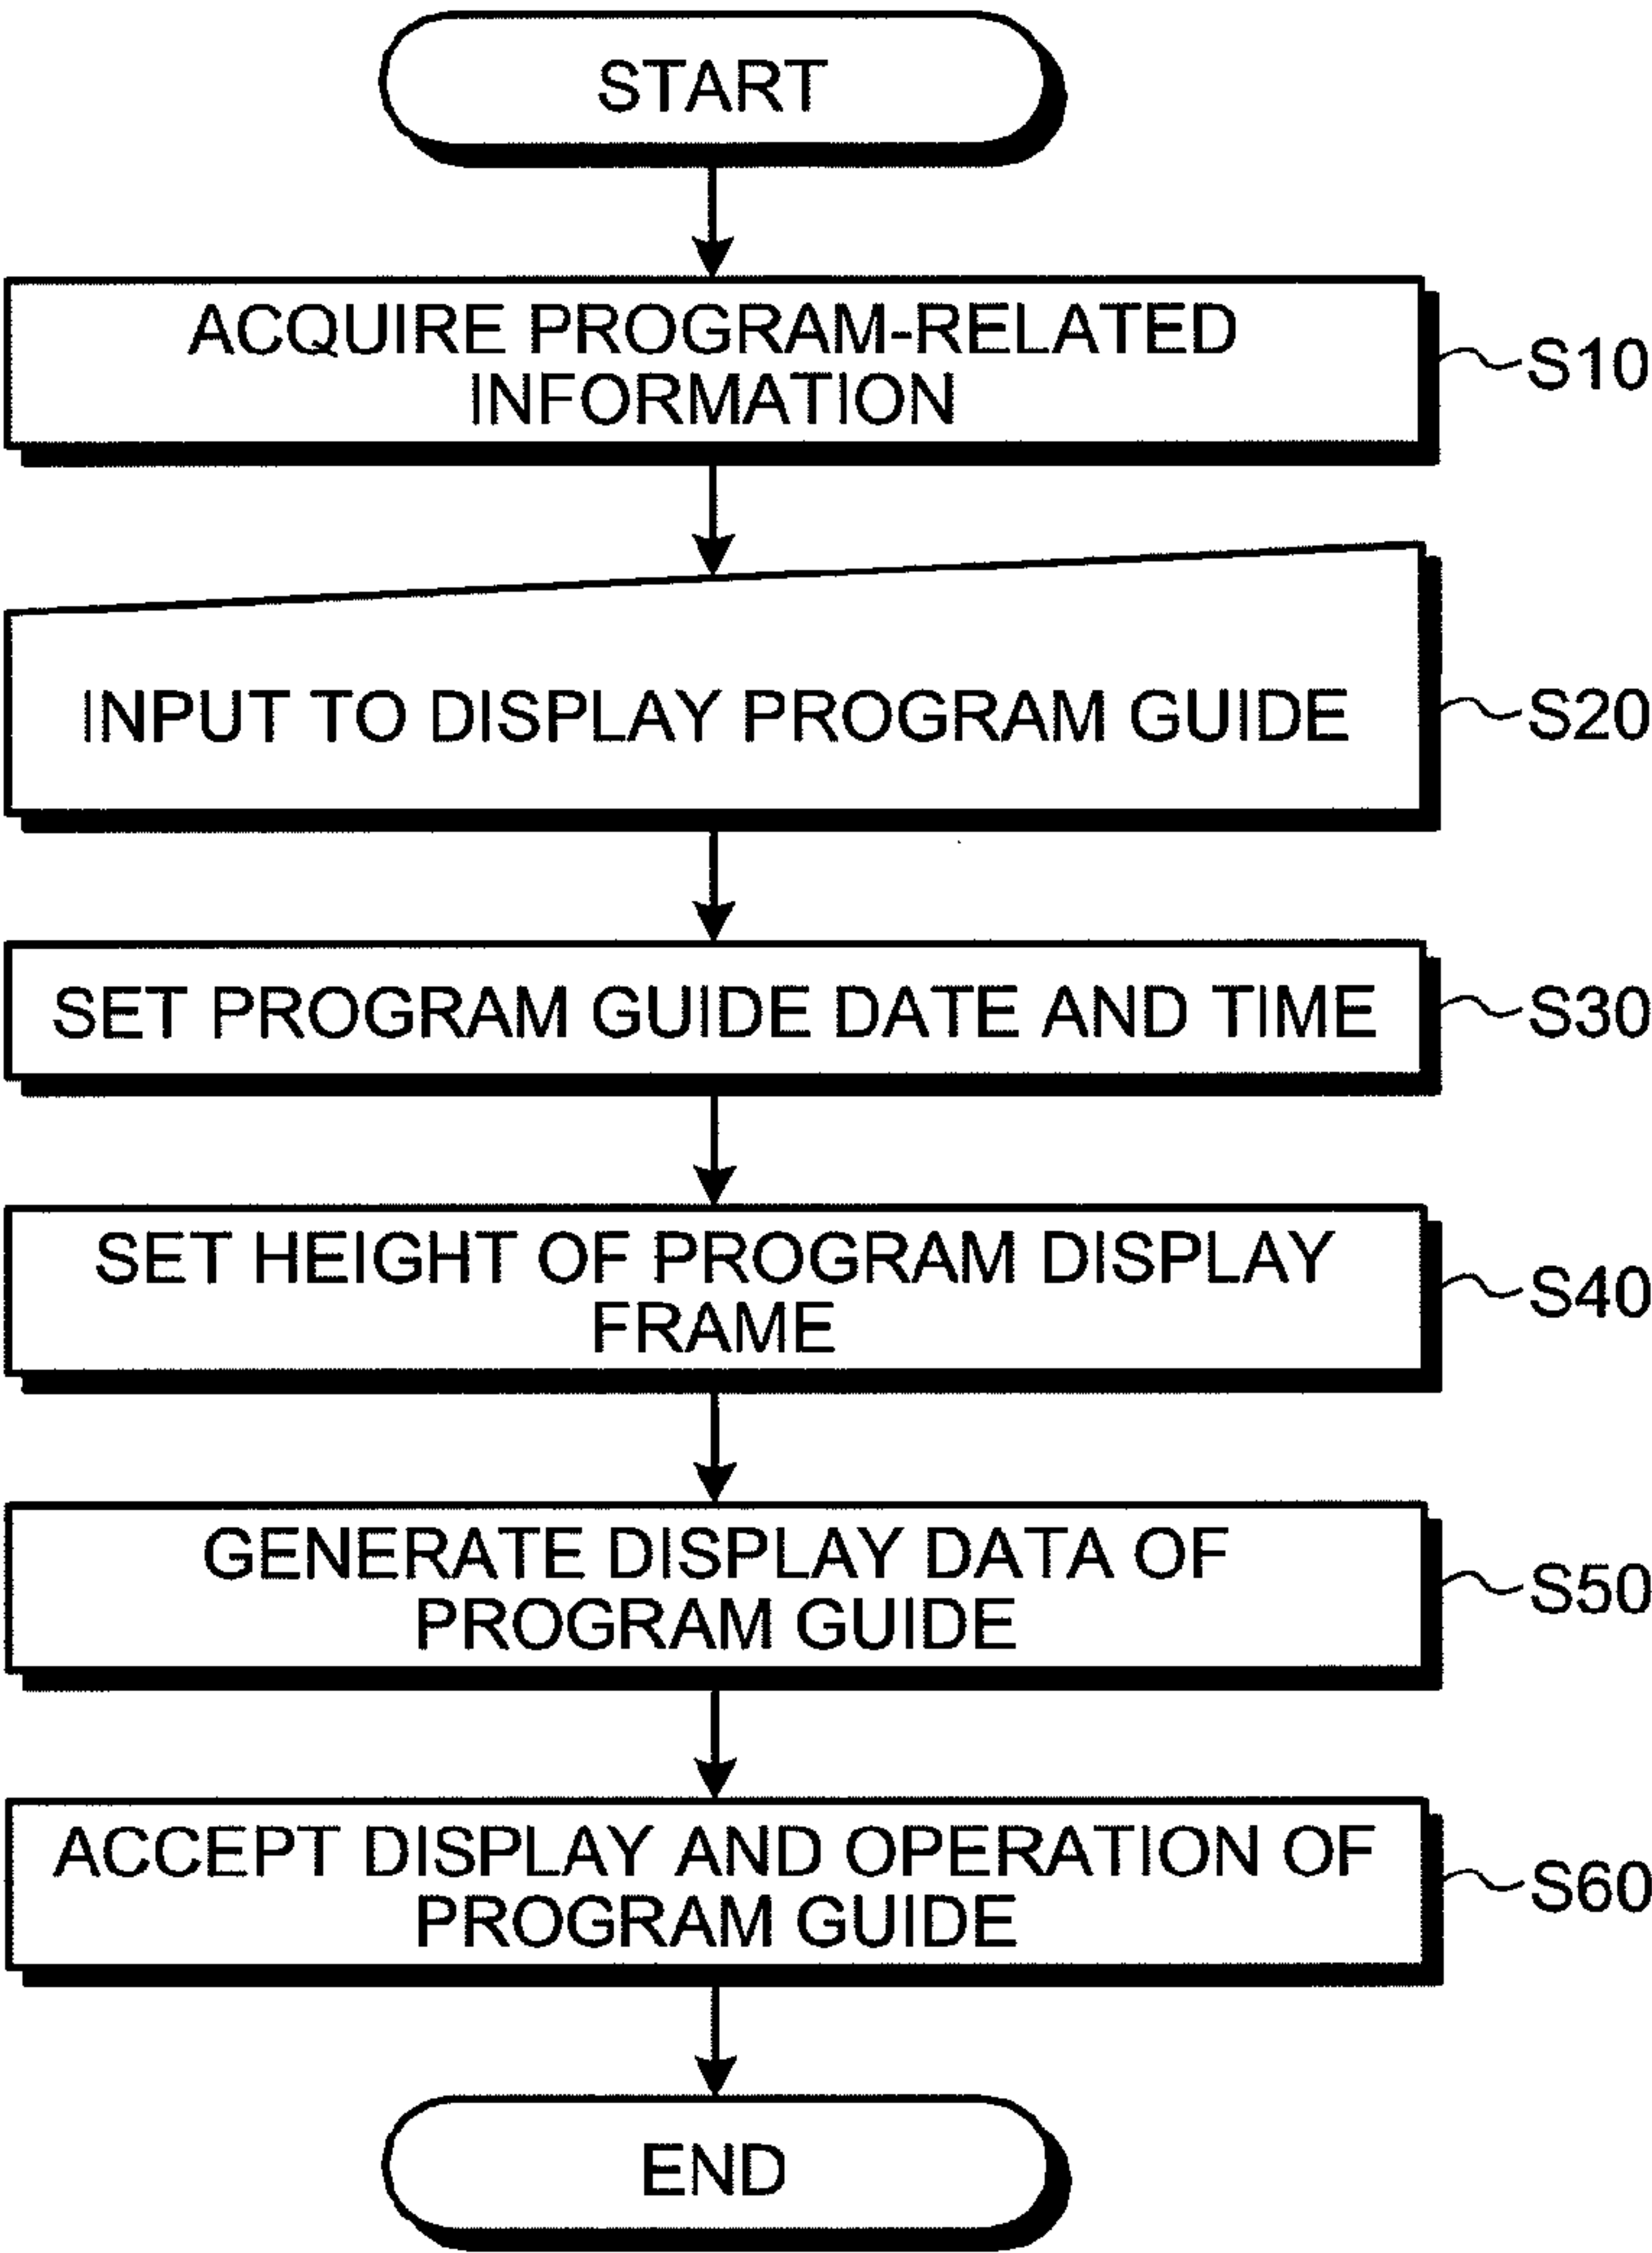 START
ACQUIRE PROGRAM-RELATED
INFORMATION
S10
INPUT TO DISPLAY PROGRAM GUIDE
S20
SET PROGRAM GUIDE DATE AND TIME
S30
SET HEIGHT OF PROGRAM DISPLAY
FRAME
S40
GENERATE DISPLAY DATA OF
PROGRAM GUIDE
S50
ACCEPT DISPLAY AND OPERATION OF
PROGRAM GUIDE
S60
END